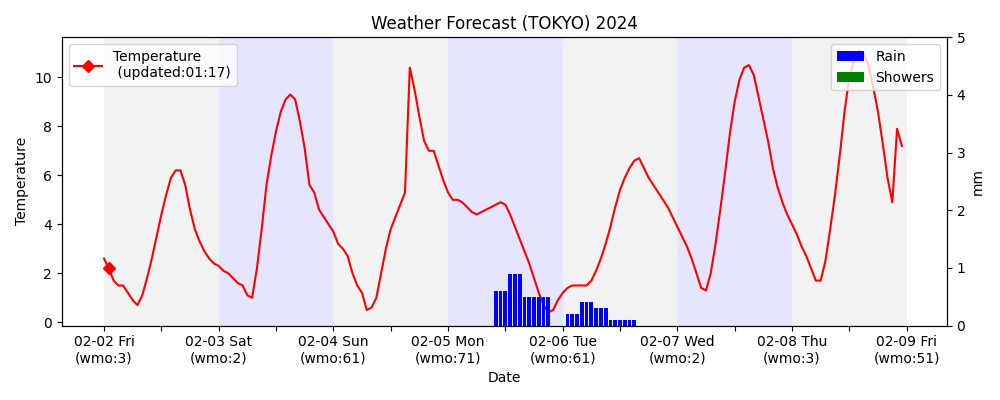 Weather Forecast (TOKYO) 2024
Temperature
(updated:01:17)
Rain
Showers
Temperature
10
8
6
4
2
0
5
4
3
2
1
0
mm
02-02 Fri
(wmo:3)
02-03 Sat
(wmo:2)
02-04 Sun
(wmo:61)
02-05 Mon
(wmo:71)
02-06 Tue
(wmo:61)
02-07 Wed
(wmo:2)
02-08 Thu
(wmo:3)
02-09 Fri
(wmo:51)
Date